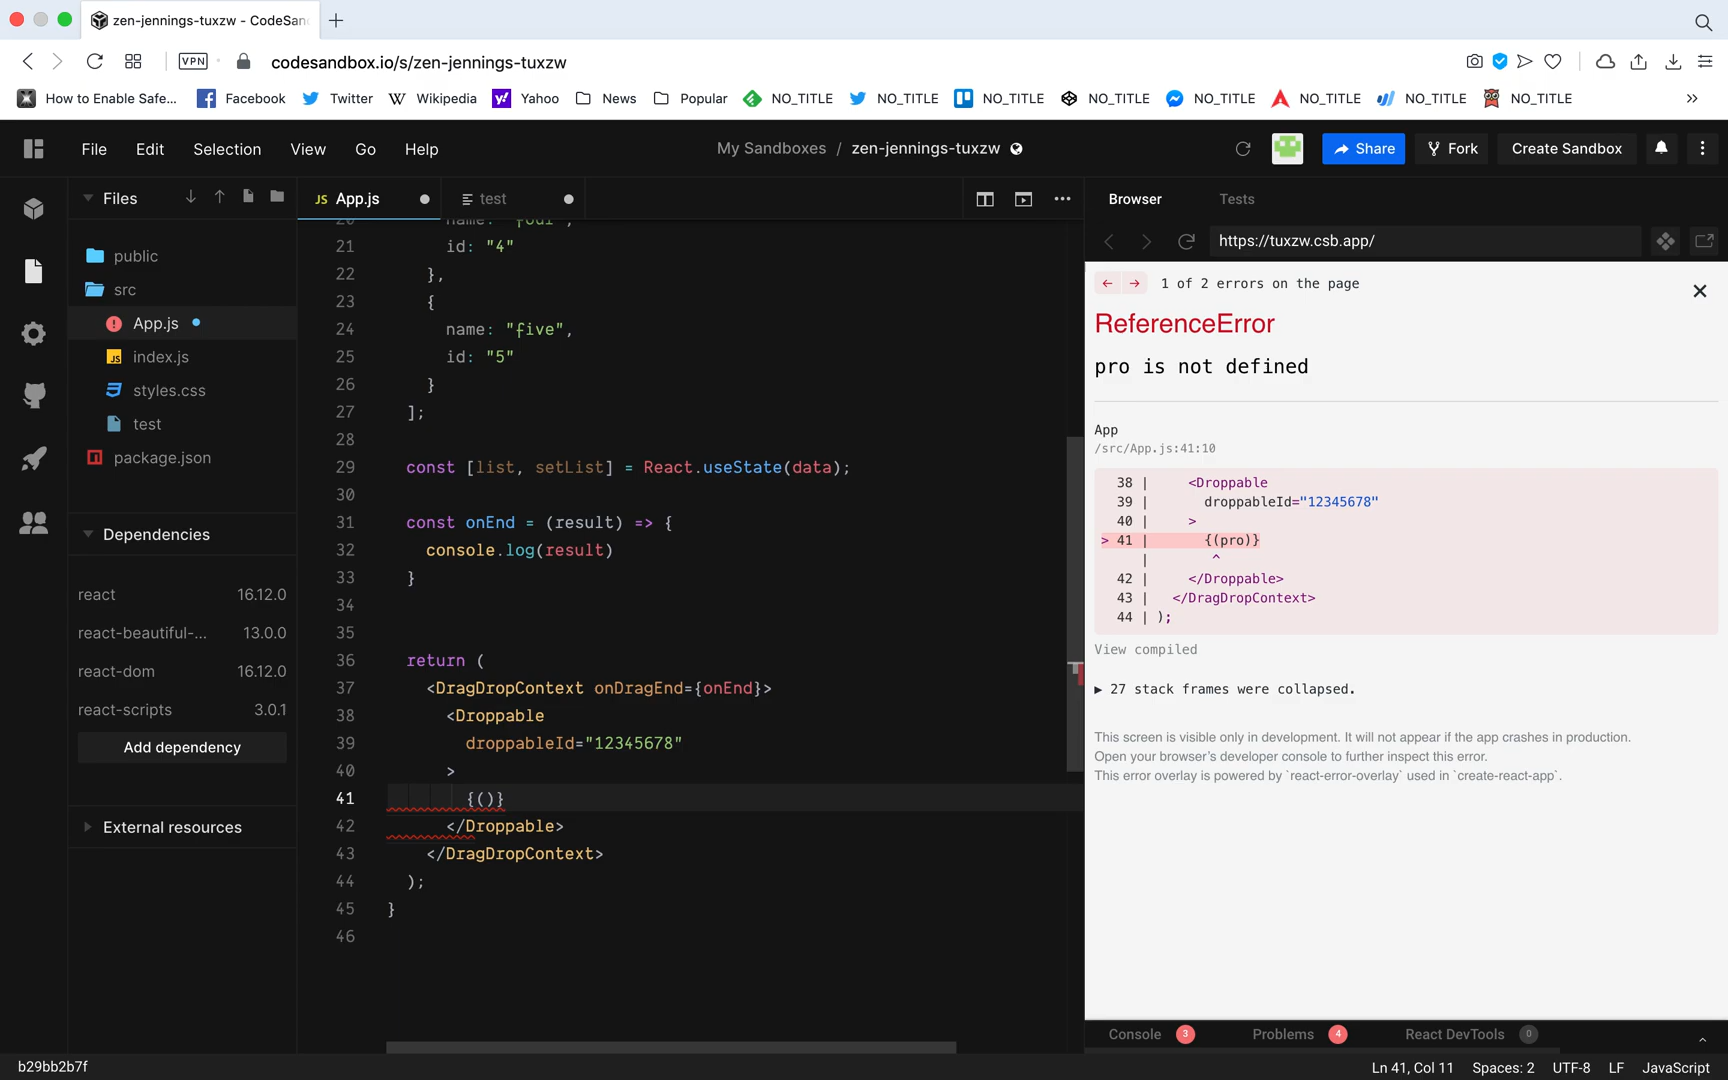 zen-jennings-tuxzw - CodeSan
VPN
codesandbox.io/s/zen-jennings-tuxzw
How to Enable Safe...
Facebook
Twitter
Wikipedia
Yahoo
News
Popular
NO_TITLE
NO_TITLE
NO_TITLE
NO_TITLE
NO_TITLE
NO_TITLE
NO_TITLE
NO_TITLE
File Edit Selection View Go Help
My Sandboxes / zen-jennings-tuxzw
Share
Fork
Create Sandbox
Files
public
src
App.js
index.js
styles.css
test
package.json
Dependencies
react 16.12.0
react-beautiful-... 13.0.0
react-dom 16.12.0
react-scripts 3.0.1
Add dependency
External resources
JS App.js
test
20 name: "four",
21 id: "4"
22 },
23 {
24 name: "five",
25 id: "5"
26 }
27 ];
28
29 const [list, setList] = React.useState(data);
30
31 const onEnd = (result) => {
32 console.log(result)
33 }
34
35
36 return (
37 <DragDropContext onDragEnd={onEnd}>
38 <Droppable
39 droppableId="12345678"
40 >
41 {()}
42 </Droppable>
43 </DragDropContext>
44 );
45 }
46
Browser Tests
https://tuxzw.csb.app/
← → 1 of 2 errors on the page
ReferenceError
pro is not defined
App
/src/App.js:41:10
38 | <Droppable
39 | droppableId="12345678"
40 | >
> 41 | {(pro)}
| ^
42 | </Droppable>
43 | </DragDropContext>
44 | );
View compiled
▶ 27 stack frames were collapsed.
This screen is visible only in development. It will not appear if the app crashes in production.
Open your browser’s developer console to further inspect this error.
This error overlay is powered by `react-error-overlay` used in `create-react-app`.
Console 3
Problems 4
React DevTools 0
b29bb2b7f
Ln 41, Col 11 Spaces: 2 UTF-8 LF JavaScript